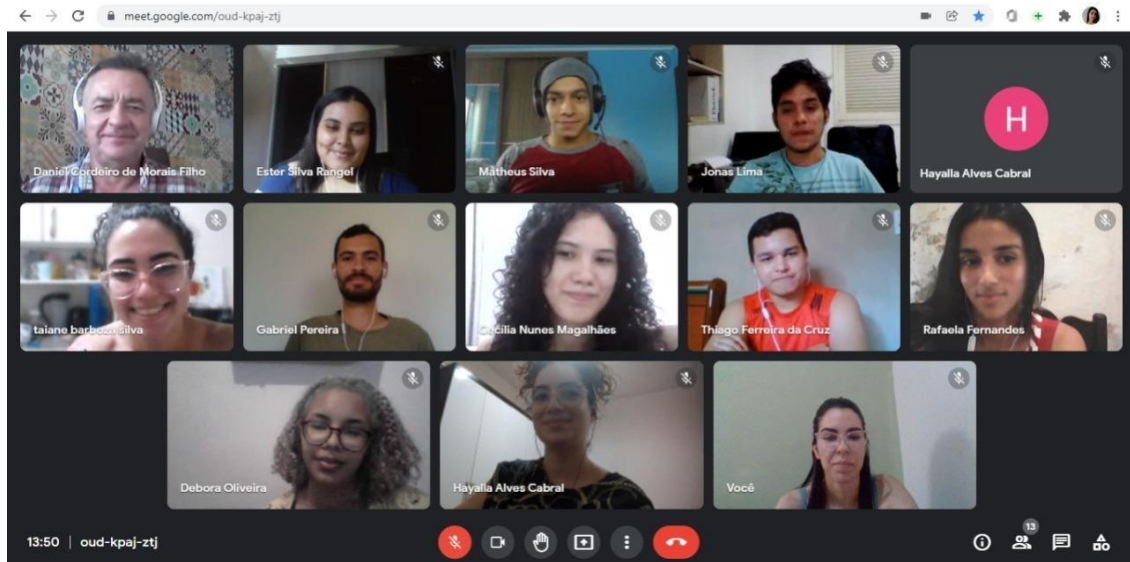 meet.google.com/oud-kpaj-ztj
Daniel Cordeiro de Morais Filho
Ester Silva Rangel
Matheus Silva
Jonas Lima
H
Hayalla Alves Cabral
taiane barboza silva
Gabriel Pereira
Cecília Nunes Magalhães
Thiago Ferreira da Cruz
Rafaela Fernandes
Debora Oliveira
Hayalla Alves Cabral
Você
13:50 | oud-kpaj-ztj
13